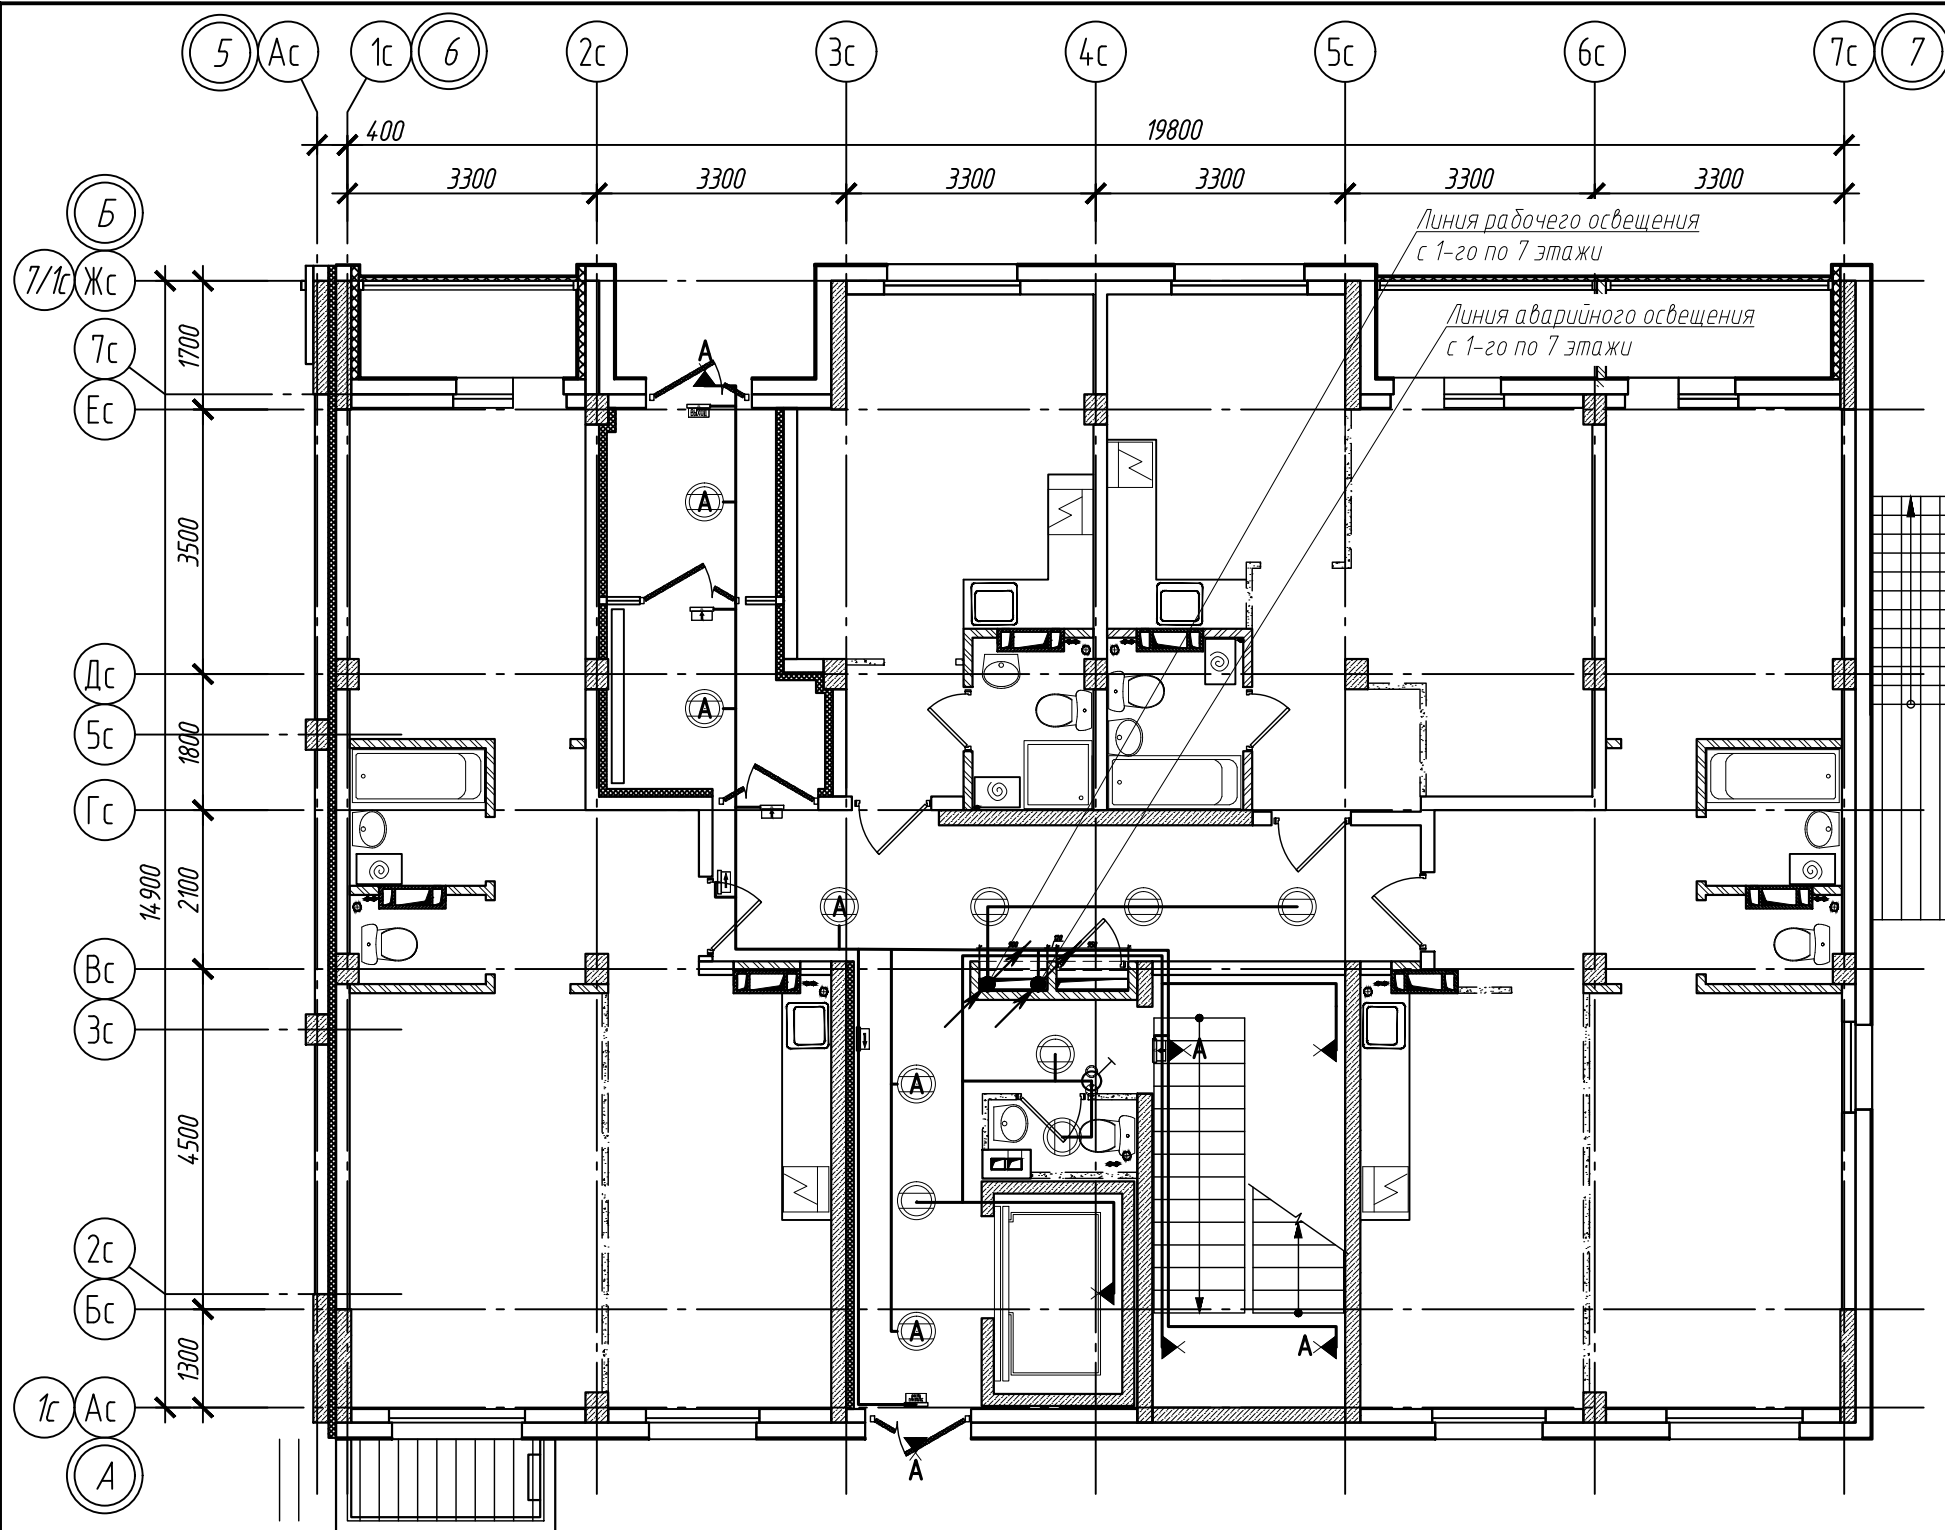 5 Ас 1с 6 2с 3с 4с 5с 6с 7с 7
400 19800
3300 3300 3300 3300 3300 3300
Линия рабочего освещения
с 1-го по 7 этажи
Линия аварийного освещения
с 1-го по 7 этажи
Б
7/1с Жс
1700
7с
Ес
3500
Дс
5с
1800
Гс
14900
2100
Вс
3с
4500
2с
Бс
1300
1с Ас
А
А
А
А
А
А
А
А
А
А